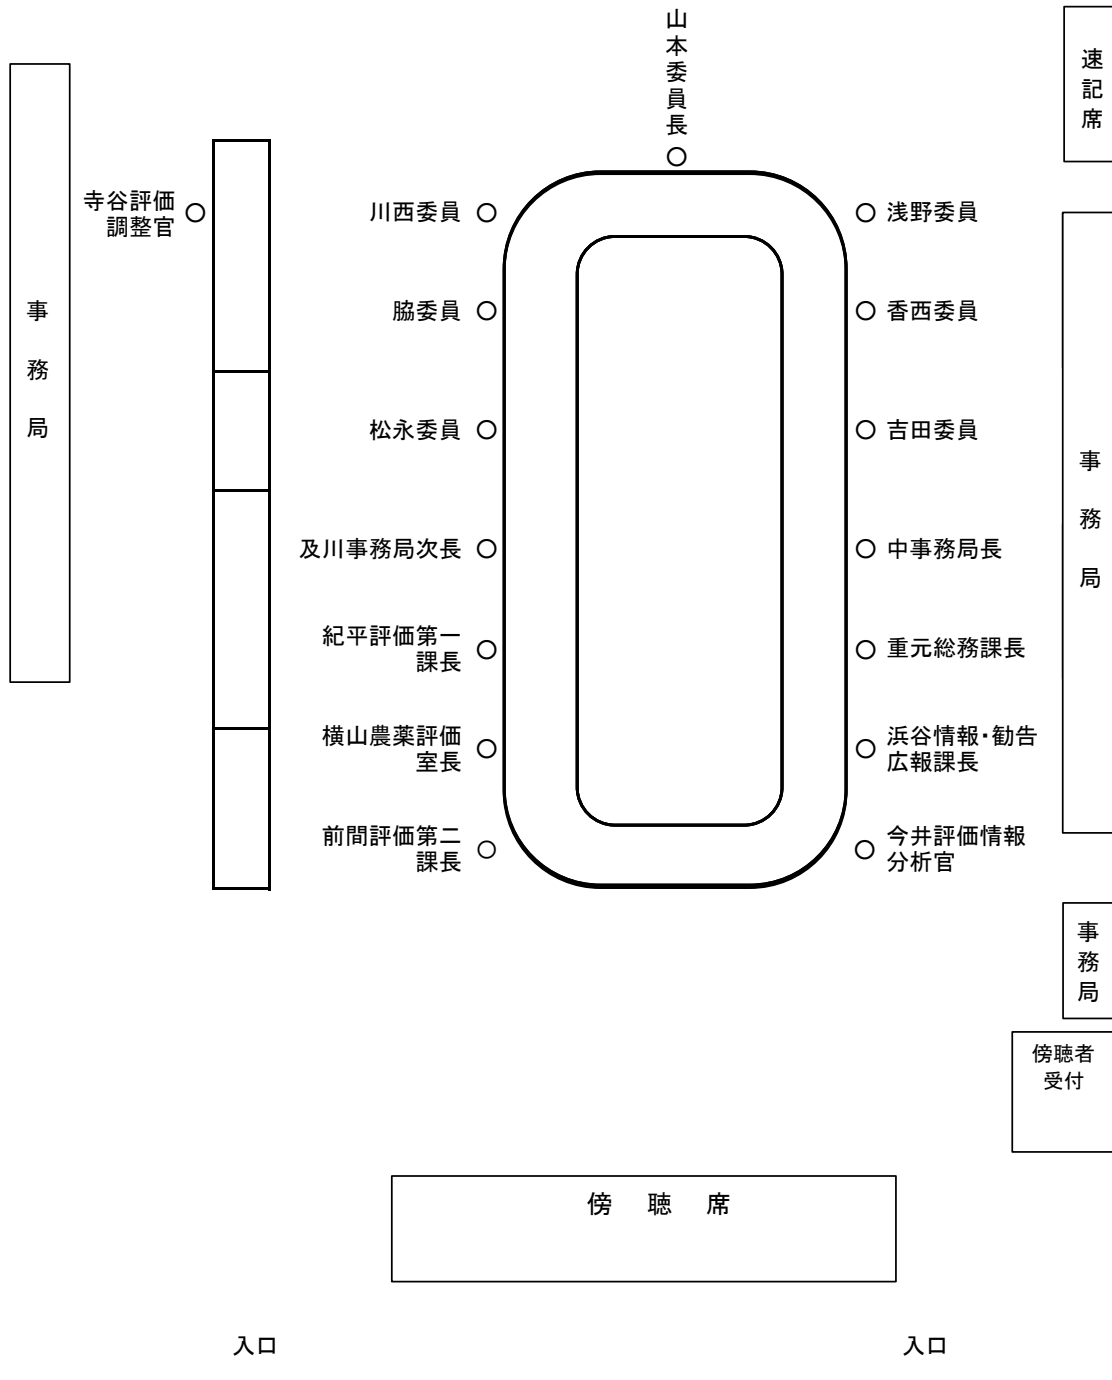 山本委員長
速記席
事務局
寺谷評価
調整官
川西委員
浅野委員
脇委員
香西委員
松永委員
吉田委員
事務局
及川事務局次長
中事務局長
紀平評価第一
課長
重元総務課長
横山農薬評価
室長
浜谷情報・勧告
広報課長
前間評価第二
課長
今井評価情報
分析官
事務局
傍聴者
受付
傍 聴 席
入口
入口